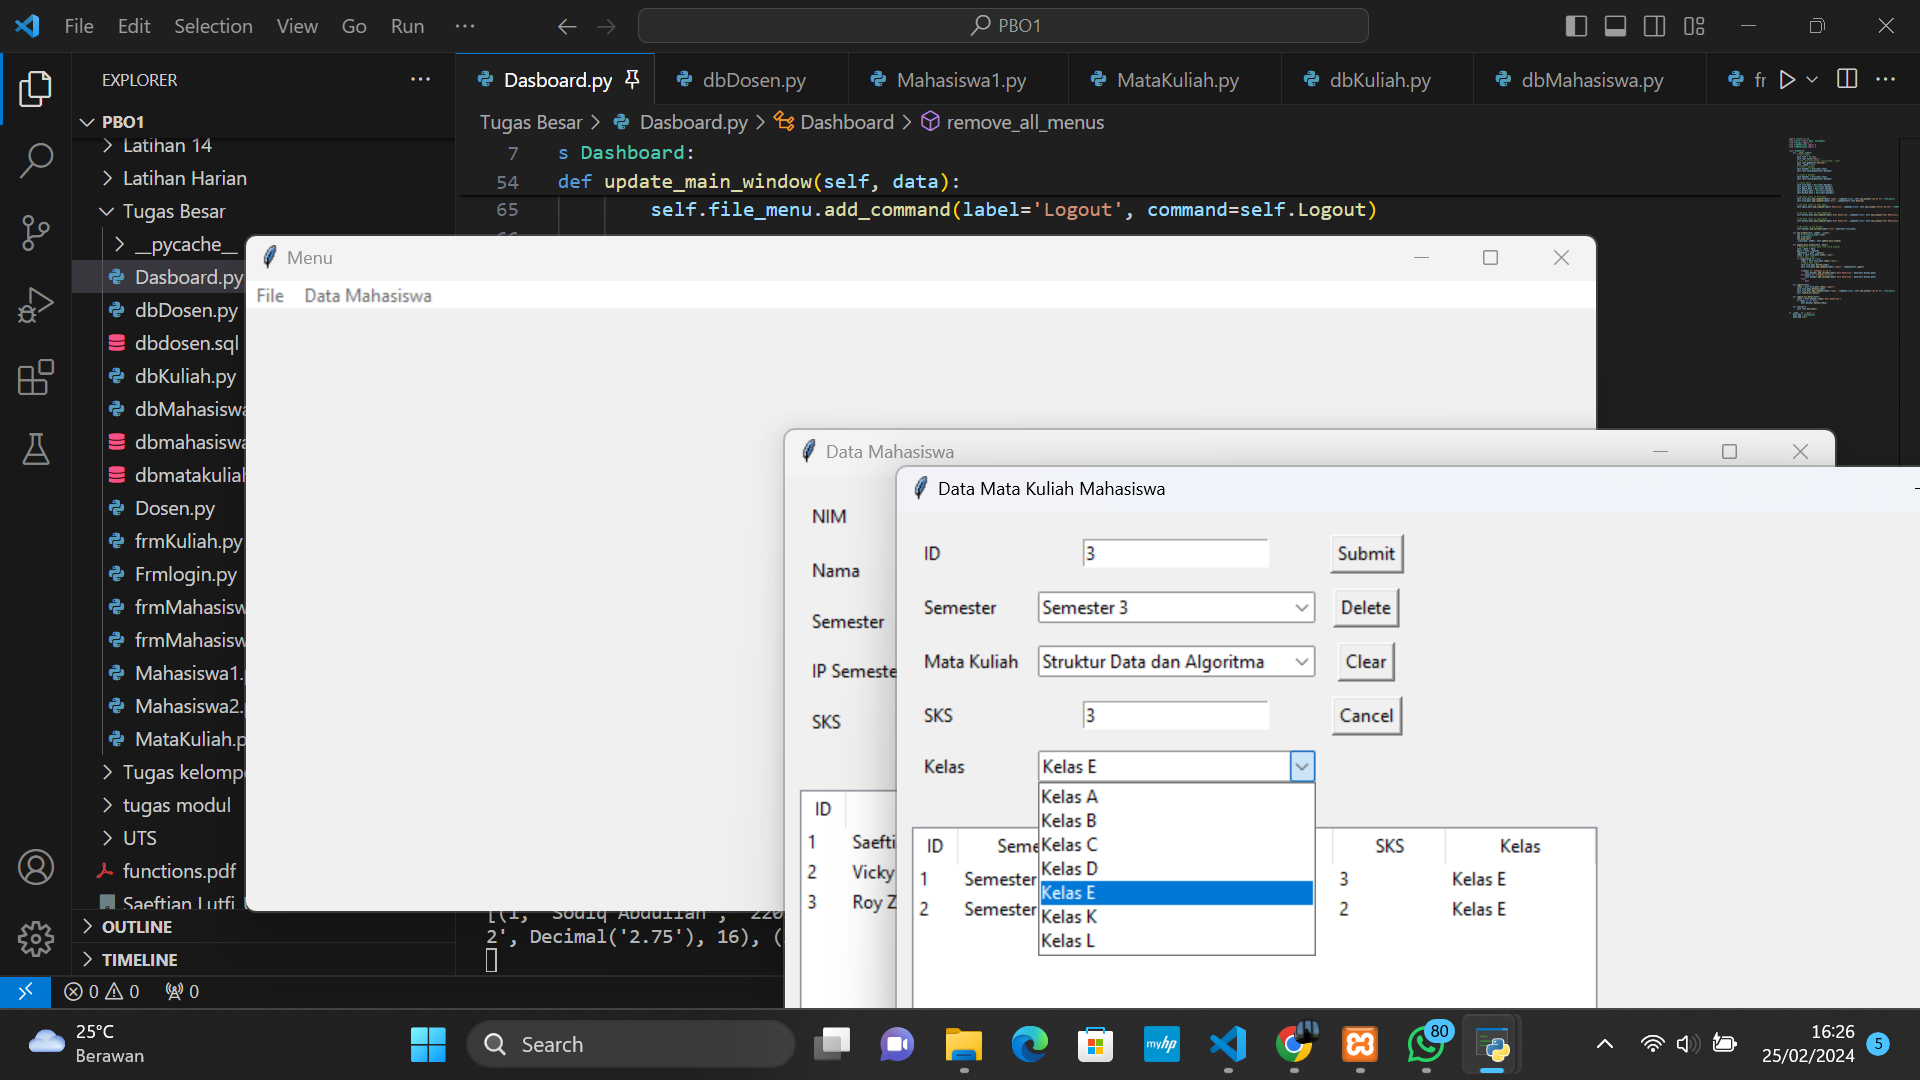 File Edit Selection View Go Run
PBO1
EXPLORER
Dasboard.py dbDosen.py Mahasiswa1.py MataKuliah.py dbKuliah.py dbMahasiswa.py fr
PBO1
Tugas Besar > Dasboard.py > Dashboard > remove_all_menus
7 s Dashboard:
54 def update_main_window(self, data):
65 self.file_menu.add_command(label='Logout', command=self.Logout)
Latihan 14
Latihan Harian
Tugas Besar
__pycache__
Dasboard.py
dbDosen.py
dbdosen.sql
dbKuliah.py
dbMahasiswa
dbmahasiswa
dbmatakuliah
Dosen.py
frmKuliah.py
Frmlogin.py
frmMahasisw
frmMahasisw
Mahasiswa1.
Mahasiswa2.
MataKuliah.p
Tugas kelomp
tugas modul
UTS
functions.pdf
Saeftian Lutfi
OUTLINE
TIMELINE
Menu
File Data Mahasiswa
Data Mahasiswa
NIM
Nama
Semester
IP Semeste
SKS
ID
1 Saefti
2 Vicky
3 Roy Z
Data Mata Kuliah Mahasiswa
ID 3 Submit
Semester Semester 3 Delete
Mata Kuliah Struktur Data dan Algoritma Clear
SKS 3 Cancel
Kelas Kelas E
Kelas A
Kelas B
Kelas C
Kelas D
Kelas E
Kelas K
Kelas L
ID Seme SKS Kelas
1 Semester 3 Kelas E
2 Semester 2 Kelas E
[(1, 'Sodiq Abdullah', '220
2', Decimal('2.75'), 16), (
0 0 0
25°C
Berawan
Search
myhp
80
16:26
25/02/2024
5